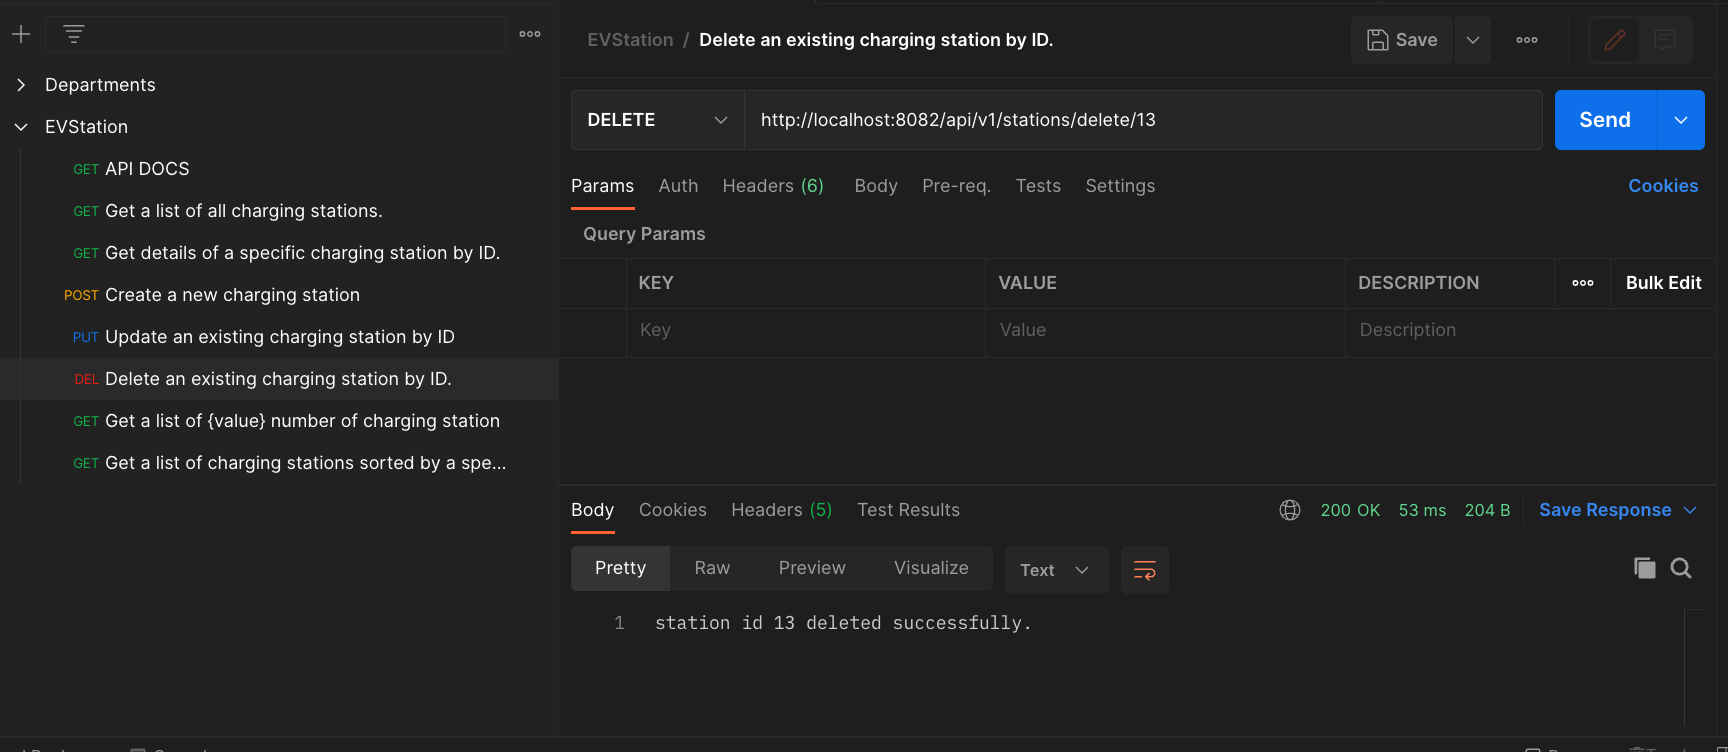 Departments
EVStation
GET API DOCS
GET Get a list of all charging stations.
GET Get details of a specific charging station by ID.
POST Create a new charging station
PUT Update an existing charging station by ID
DEL Delete an existing charging station by ID.
GET Get a list of {value} number of charging station
GET Get a list of charging stations sorted by a spe...
EVStation / Delete an existing charging station by ID.
Save
DELETE http://localhost:8082/api/v1/stations/delete/13 Send
Params Auth Headers (6) Body Pre-req. Tests Settings Cookies
Query Params
KEY VALUE DESCRIPTION Bulk Edit
Key Value Description
Body Cookies Headers (5) Test Results 200 OK 53 ms 204 B Save Response
Pretty Raw Preview Visualize Text
1 station id 13 deleted successfully.